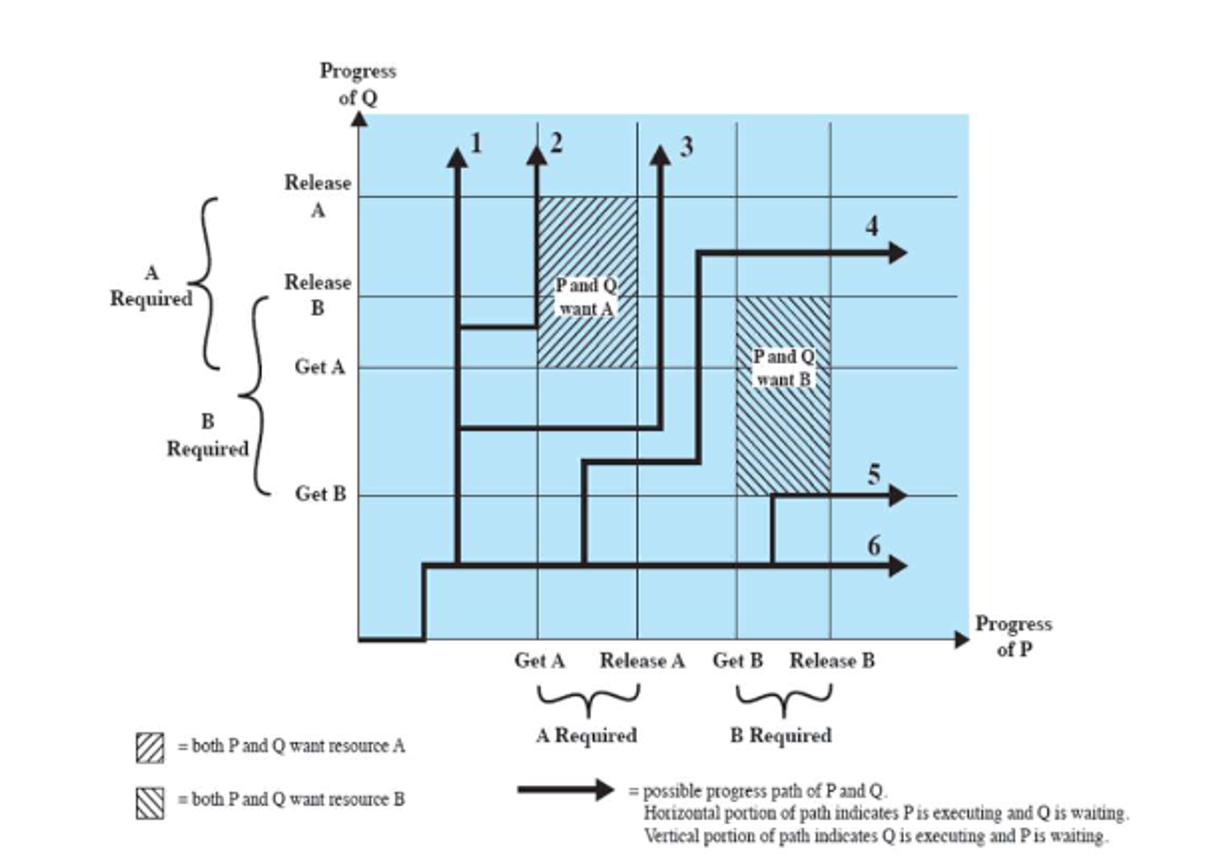 Progress
of Q
1
2
3
Release
A
4
A
Required
Release
B
P and Q
want A
P and Q
want B
Get A
B
Required
5
Get B
6
Progress
of P
Get A
Release A
Get B
Release B
A Required
B Required
= both P and Q want resource A
= both P and Q want resource B
= possible progress path of P and Q.
Horizontal portion of path indicates P is executing and Q is waiting.
Vertical portion of path indicates Q is executing and P is waiting.